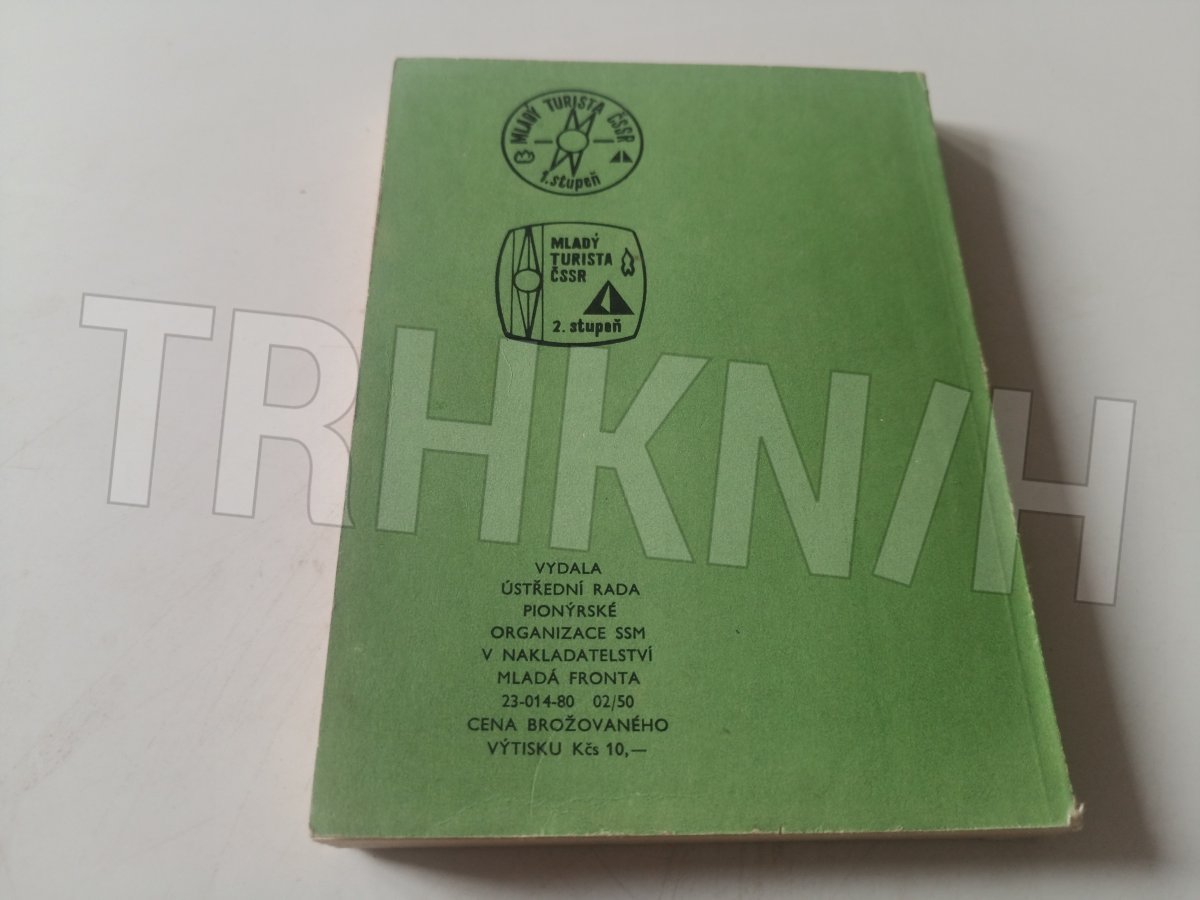 MLADÝ TURISTA ČSSR
1. stupeň
MLADÝ
TURISTA
ČSSR
2. stupeň
TRHKN/H
VYDALA
ÚSTŘEDNÍ RADA
PIONÝRSKÉ
ORGANIZACE SSM
V NAKLADATELSTVÍ
MLADÁ FRONTA
23-014-80 02/50
CENA BROŽOVANÉHO
VÝTISKU Kčs 10,—